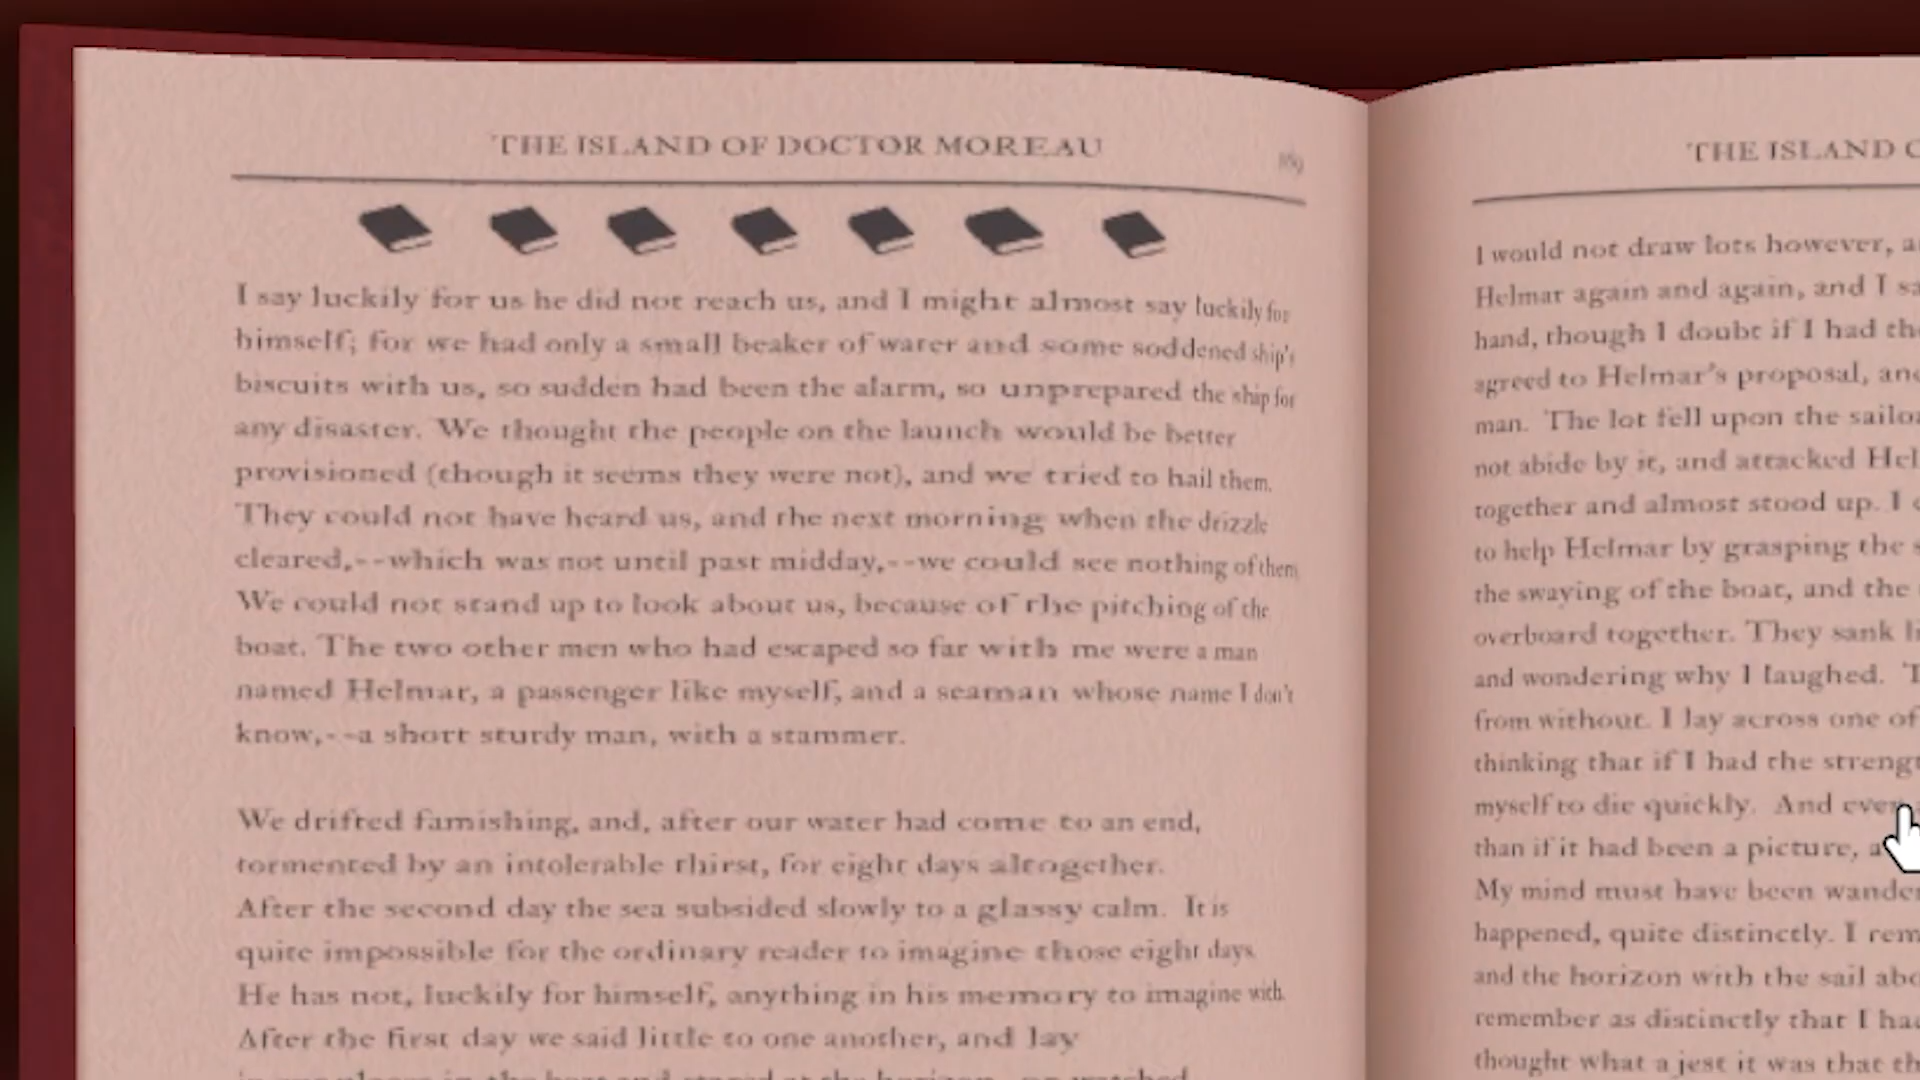 THE ISLAND OF DOCTOR MOREAU
I say luckily for us he did not reach us, and I might almost say luckily for
himself; for we had only a small beaker of water and some soddened ship's
biscuits with us, so sudden had been the alarm, so unprepared the ship for
any disaster. We thought the people on the launch would be better
provisioned (though it seems they were not), and we tried to hail them.
They could not have heard us, and the next morning when the drizzle
cleared,--which was not until past midday,--we could see nothing of them
We could not stand up to look about us, because of the pitching of the
boat. The two other men who had escaped so far with me were a man
named Helmar, a passenger like myself, and a seaman whose name I don't
know,--a short sturdy man, with a stammer.
We drifted famishing, and, after our water had come to an end,
tormented by an intolerable thirst, for eight days altogether.
After the second day the sea subsided slowly to a glassy calm. It is
quite impossible for the ordinary reader to imagine those eight days.
He has not, luckily for himself, anything in his memory to imagine with.
After the first day we said little to one another, and lay
THE ISLAND
I would not draw lots however,
Helmar again and again, and I
hand, though I doubt if I had
agreed to Helmar's proposal,
man. The lot fell upon the
not abide by it, and attacked
together and almost stood up. I
to help Helmar by grasping the
the swaying of the boat, and the
overboard together. They sank
and wondering why I laughed.
from without. I lay across one of
thinking that if I had the
myself to die quickly. And
than if it had been a picture,
My mind must have been
happened, quite distinctly. I
and the horizon with the sail
remember as distinctly that I
thought what a jest it was that